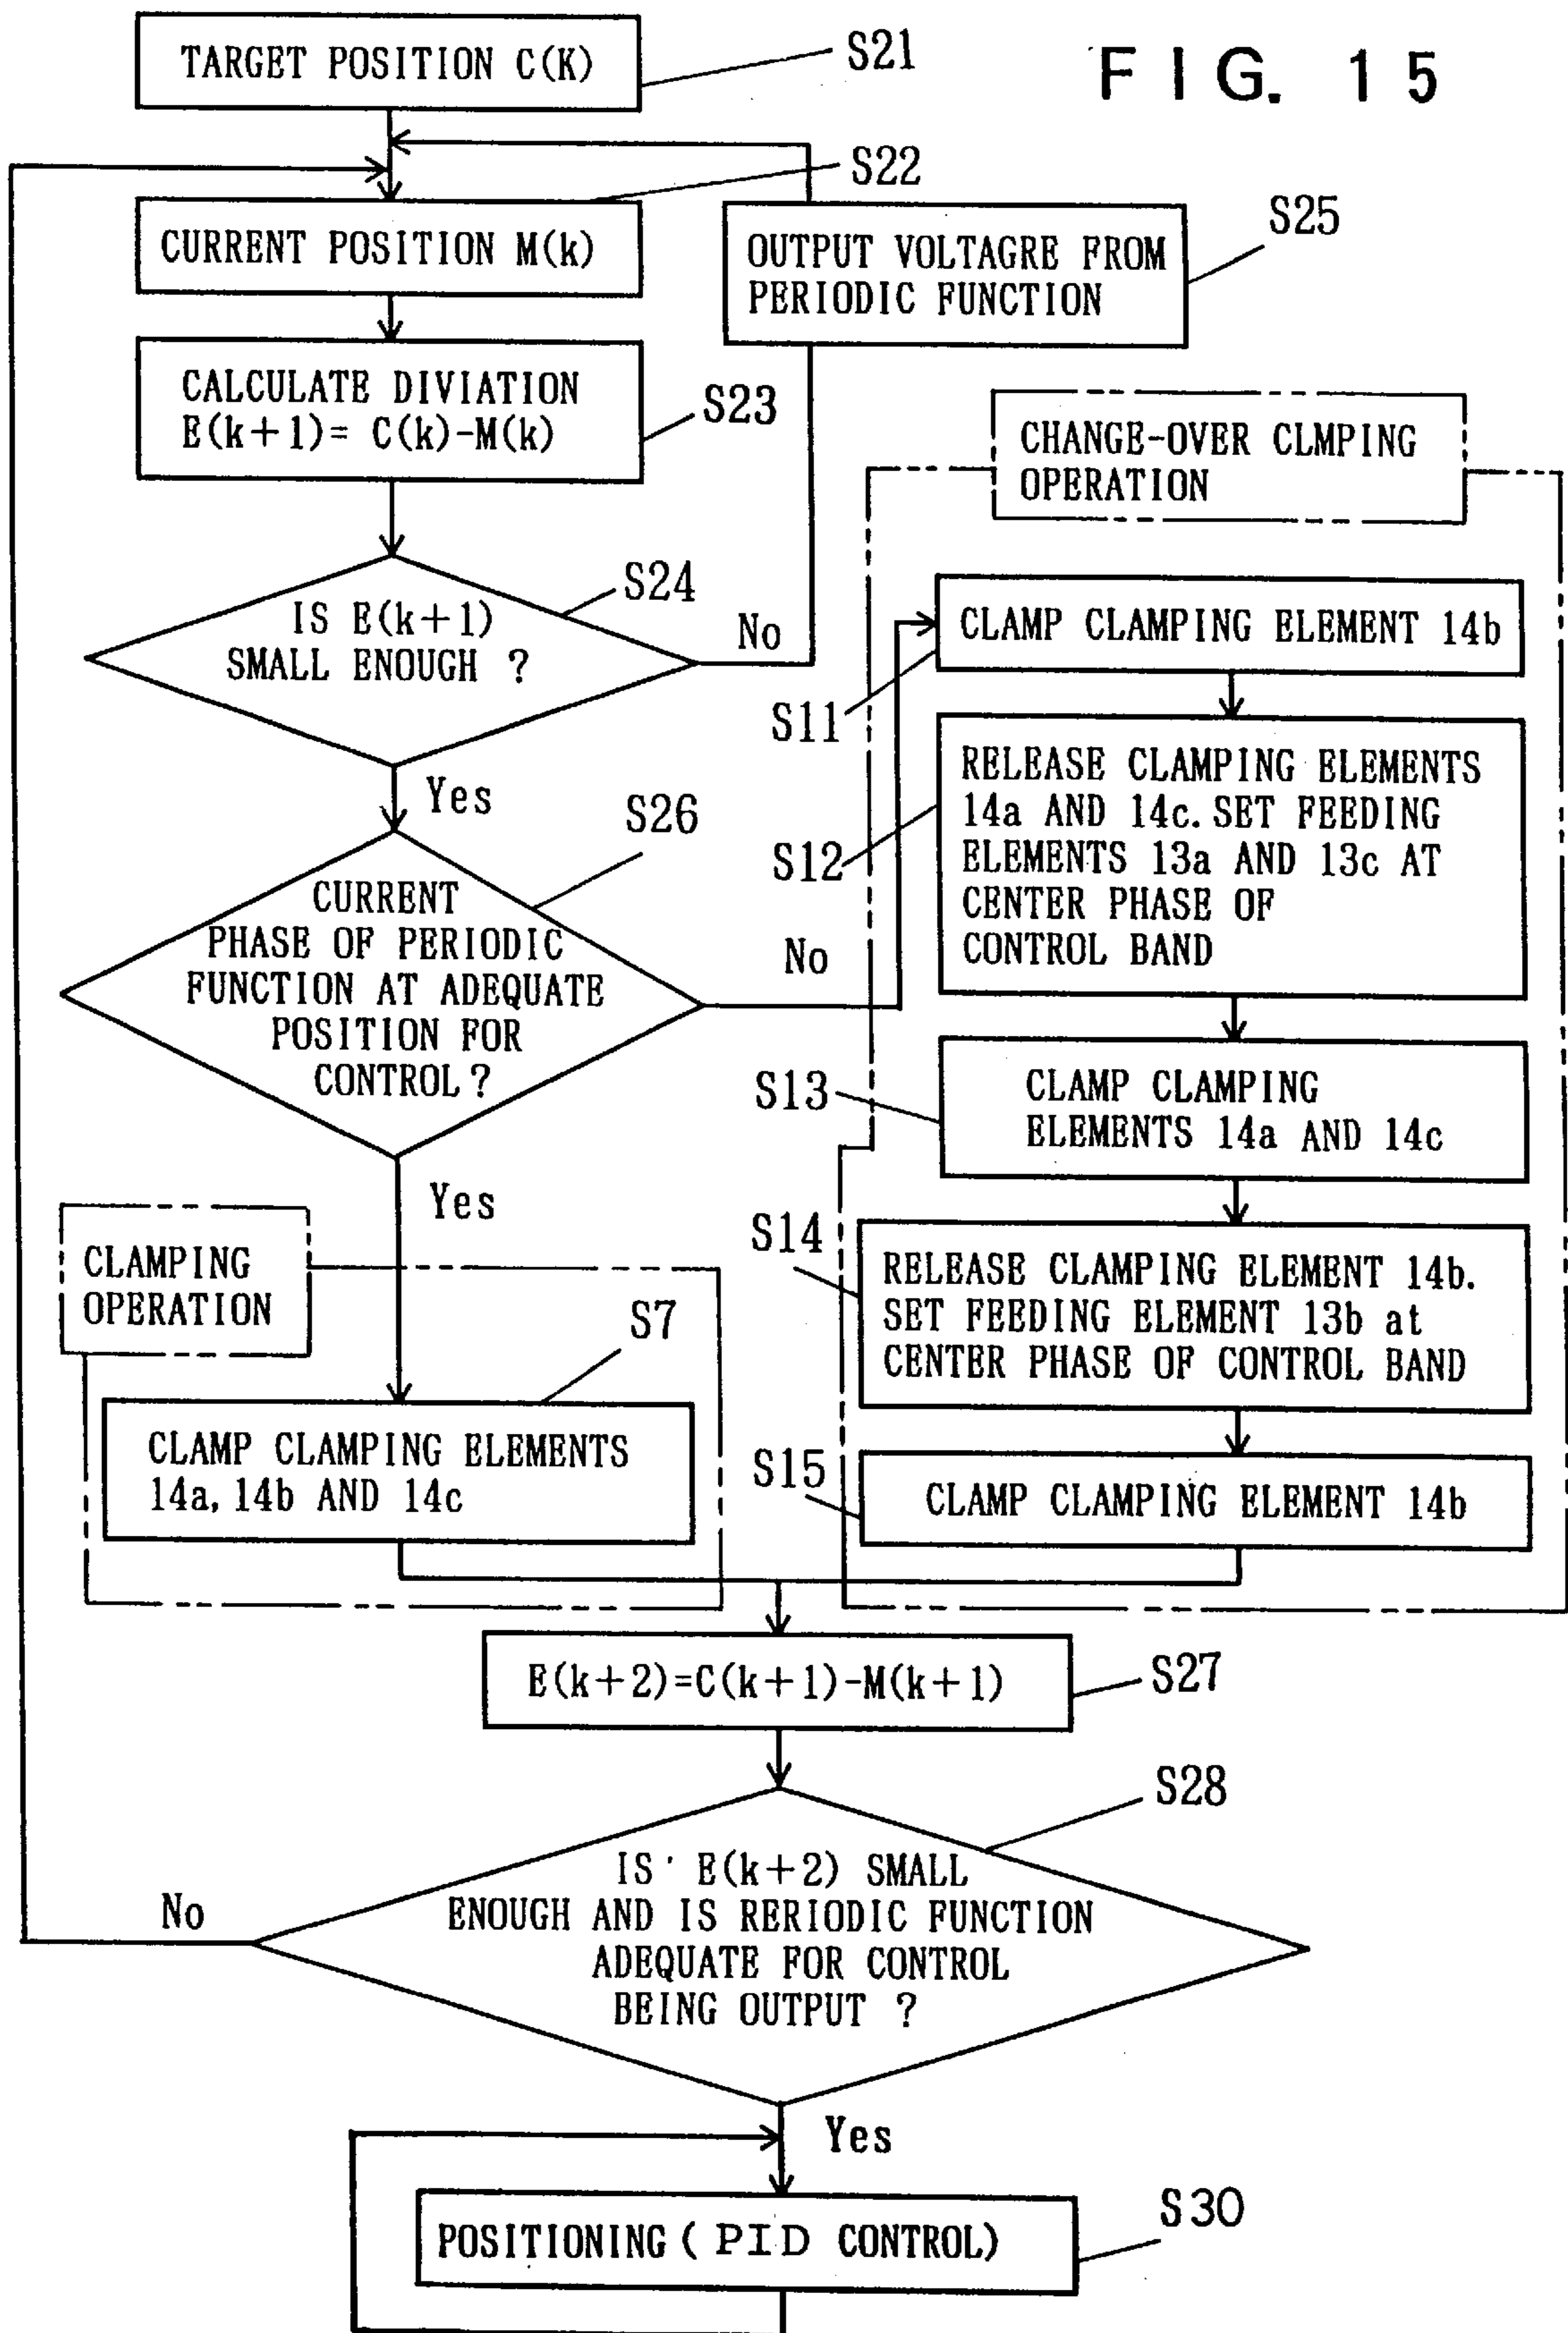 FIG. 15
TARGET POSITION C(K)
S21
S22
CURRENT POSITION M(k)
OUTPUT VOLTAGRE FROM
PERIODIC FUNCTION
S25
CALCULATE DIVIATION
E(k+1)= C(k)-M(k)
S23
CHANGE-OVER CLMPING
OPERATION
IS E(k+1)
SMALL ENOUGH ?
S24
No
Yes
CLAMP CLAMPING ELEMENT 14b
S11
RELEASE CLAMPING ELEMENTS
14a AND 14c. SET FEEDING
ELEMENTS 13a AND 13c AT
CENTER PHASE OF
CONTROL BAND
S12
S26
CURRENT
PHASE OF PERIODIC
FUNCTION AT ADEQUATE
POSITION FOR
CONTROL ?
No
Yes
CLAMP CLAMPING
ELEMENTS 14a AND 14c
S13
S14
RELEASE CLAMPING ELEMENT 14b.
SET FEEDING ELEMENT 13b at
CENTER PHASE OF CONTROL BAND
CLAMPING
OPERATION
S7
CLAMP CLAMPING ELEMENTS
14a, 14b AND 14c
S15
CLAMP CLAMPING ELEMENT 14b
E(k+2)=C(k+1)-M(k+1)
S27
S28
IS E(k+2) SMALL
ENOUGH AND IS RERIODIC FUNCTION
ADEQUATE FOR CONTROL
BEING OUTPUT ?
No
Yes
POSITIONING ( PID CONTROL)
S30